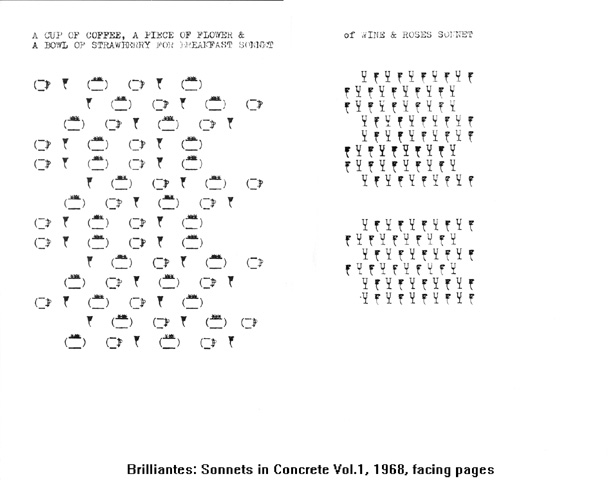 A CUP OF COFFEE, A PIECE OF FLOWER &
A BOWL OF STRAWBERRY FOR BREAKFAST SONNET
of WINE & ROSES SONNET
Brilliantes: Sonnets in Concrete Vol.1, 1968, facing pages